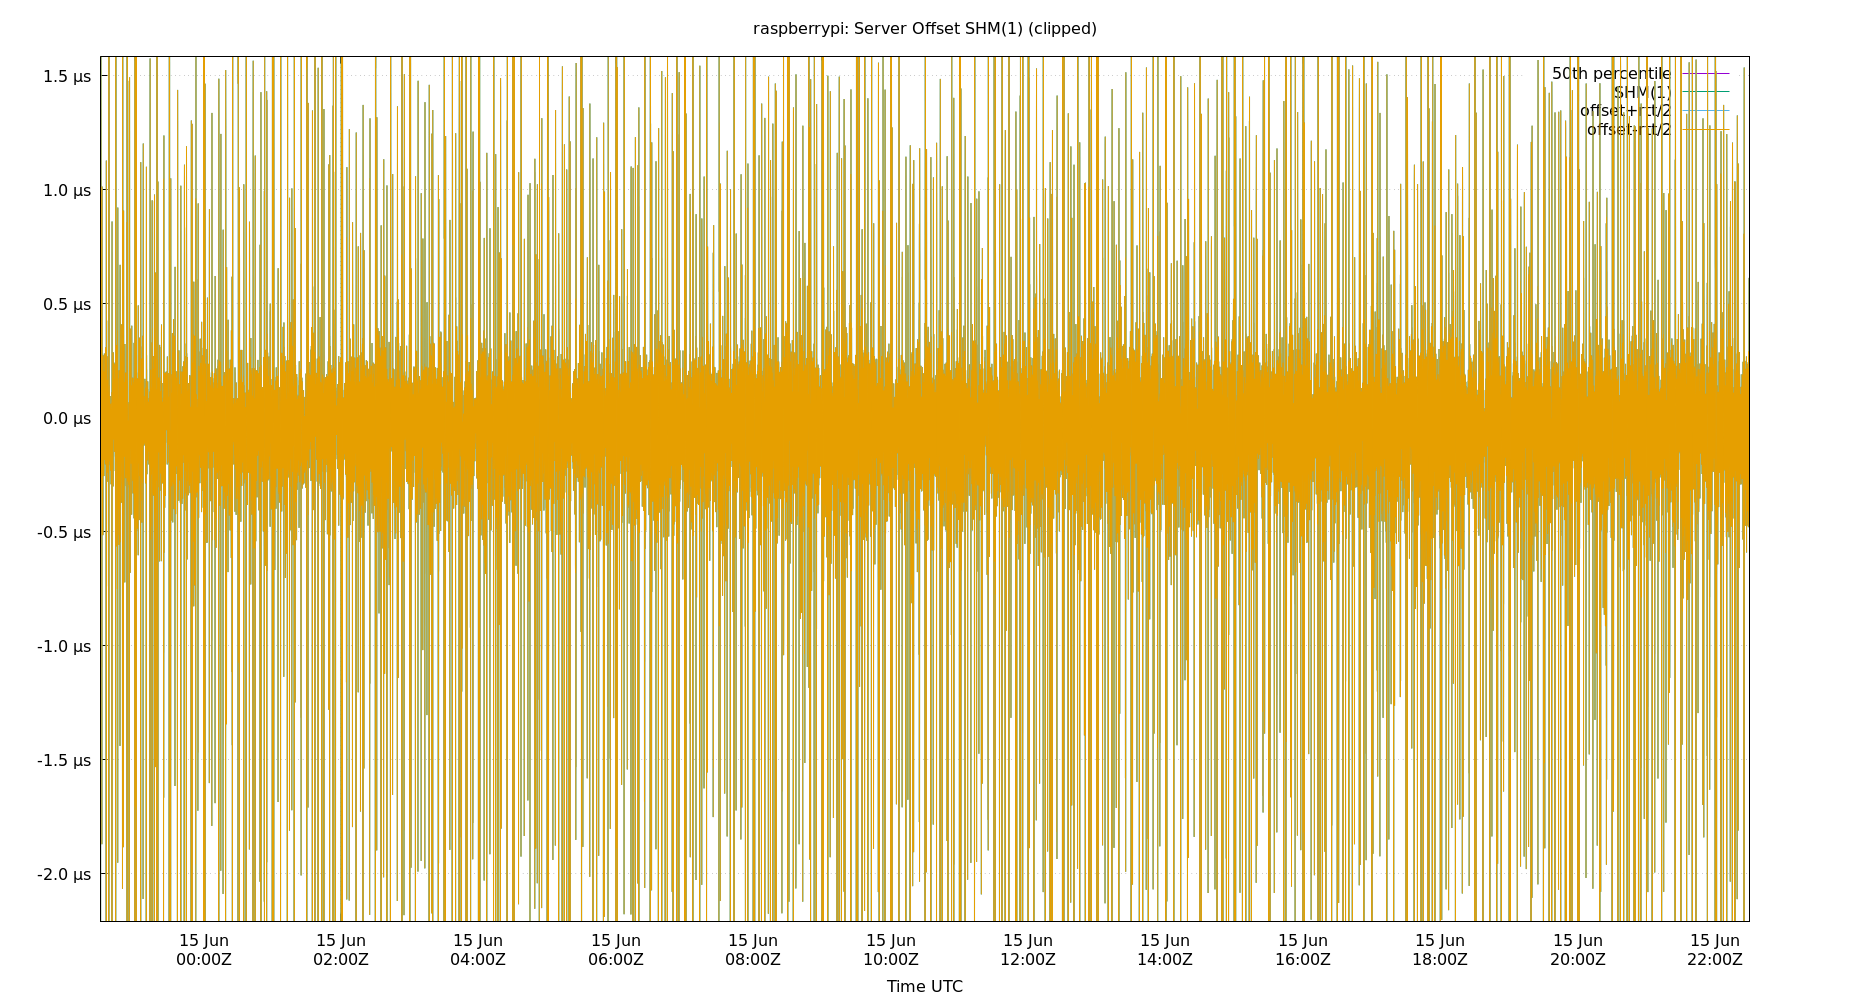 raspberrypi: Server Offset SHM(1) (clipped)
1.5 µs
1.0 µs
0.5 µs
0.0 µs
-0.5 µs
-1.0 µs
-1.5 µs
-2.0 µs
50th percentile
SHM(1)
offset+rtt/2
offset-rtt/2
15 Jun 15 Jun 15 Jun 15 Jun 15 Jun 15 Jun 15 Jun 15 Jun 15 Jun 15 Jun 15 Jun 15 Jun
00:00Z 02:00Z 04:00Z 06:00Z 08:00Z 10:00Z 12:00Z 14:00Z 16:00Z 18:00Z 20:00Z 22:00Z
Time UTC